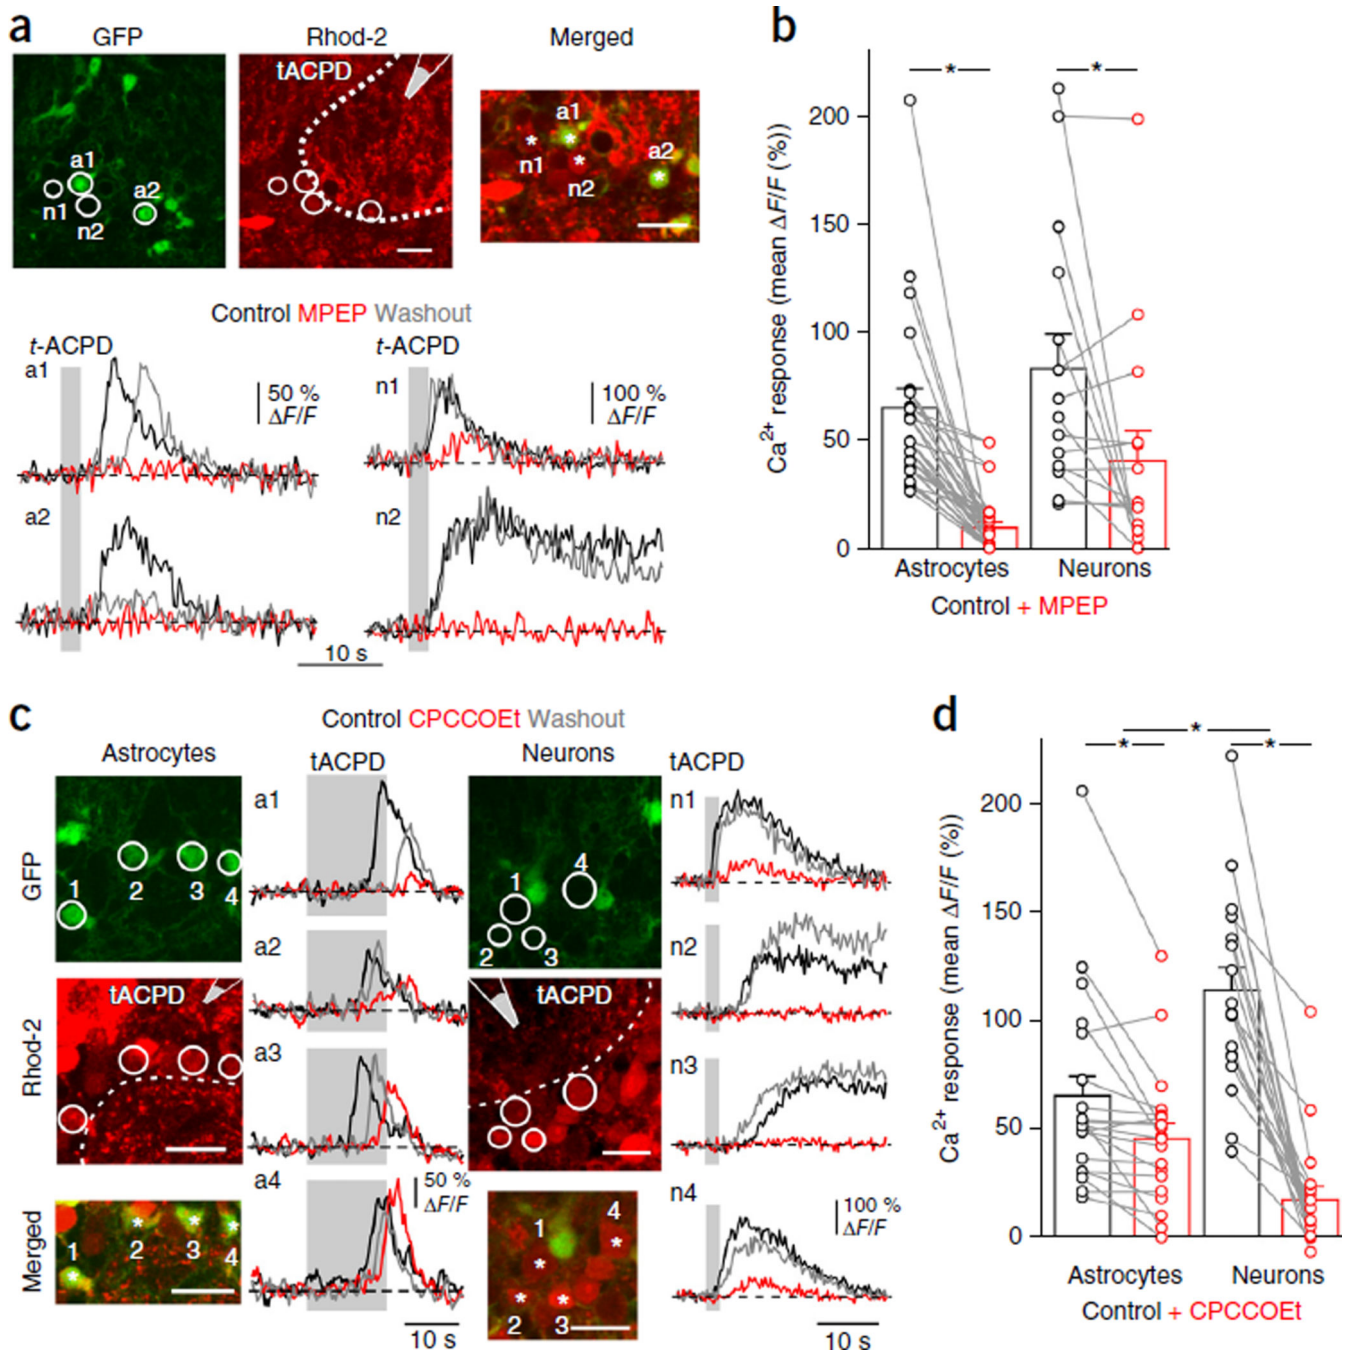 a
GFP
Rhod-2
Merged
tACPD
a1
a2
n1
n2
a1
a2
n1
n2
* * * *
Control MPEP Washout
t-ACPD
a1
50 %
ΔF/F
a2
t-ACPD
n1
100 %
ΔF/F
n2
10 s
b
* *
Ca2+ response (mean ΔF/F (%))
200
150
100
50
0
Astrocytes Neurons
Control + MPEP
c
Control CPCCOEt Washout
Astrocytes
tACPD
Neurons
tACPD
GFP
1 2 3 4
Rhod-2
tACPD
Merged
* * * *
1 2 3 4
a1
a2
a3
a4
50 %
ΔF/F
10 s
1 2 3 4
tACPD
* * * *
1 2 3 4
n1
n2
n3
n4
100 %
ΔF/F
10 s
d
*
* *
Ca2+ response (mean ΔF/F (%))
200
150
100
50
0
Astrocytes Neurons
Control + CPCCOEt